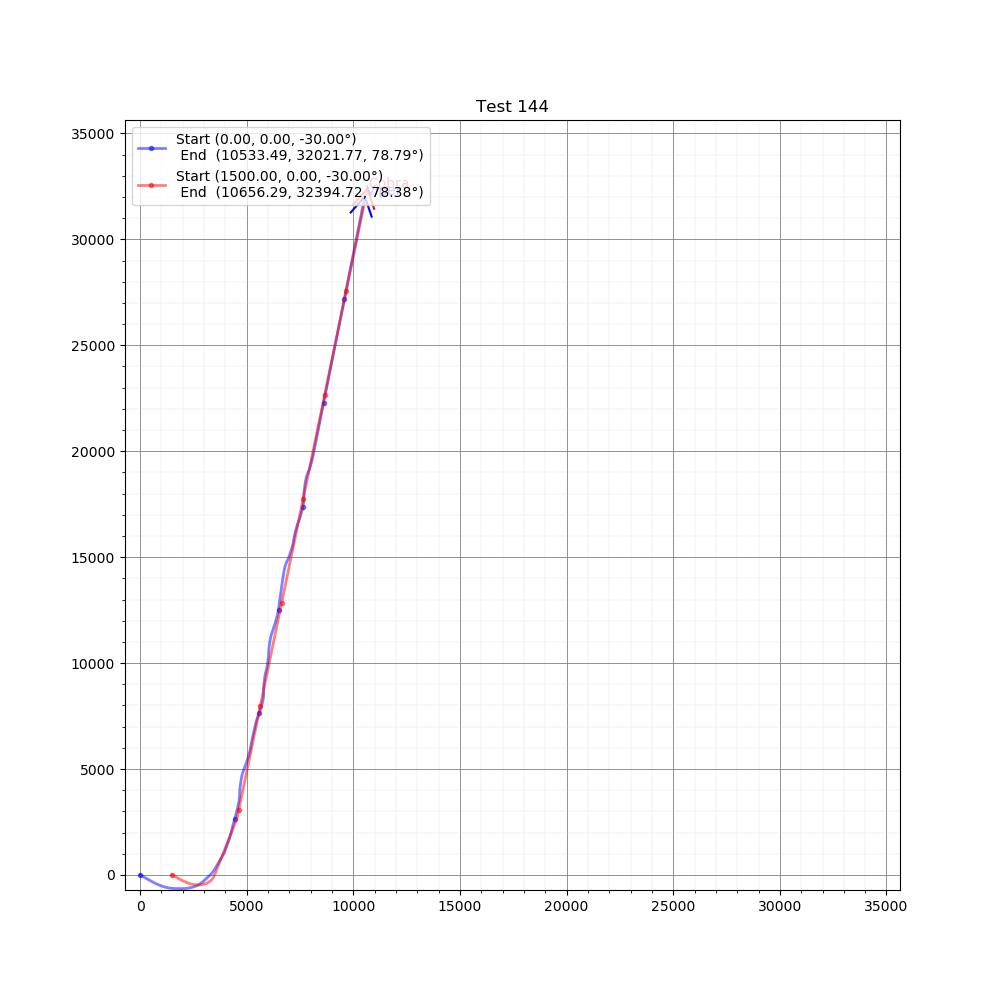 Test 144
Start (0.00, 0.00, -30.00°)
End (10533.49, 32021.77, 78.79°)
Start (1500.00, 0.00, -30.00°)
End (10656.29, 32394.72, 78.38°)
35000
30000
25000
20000
15000
10000
5000
0
0 5000 10000 15000 20000 25000 30000 35000